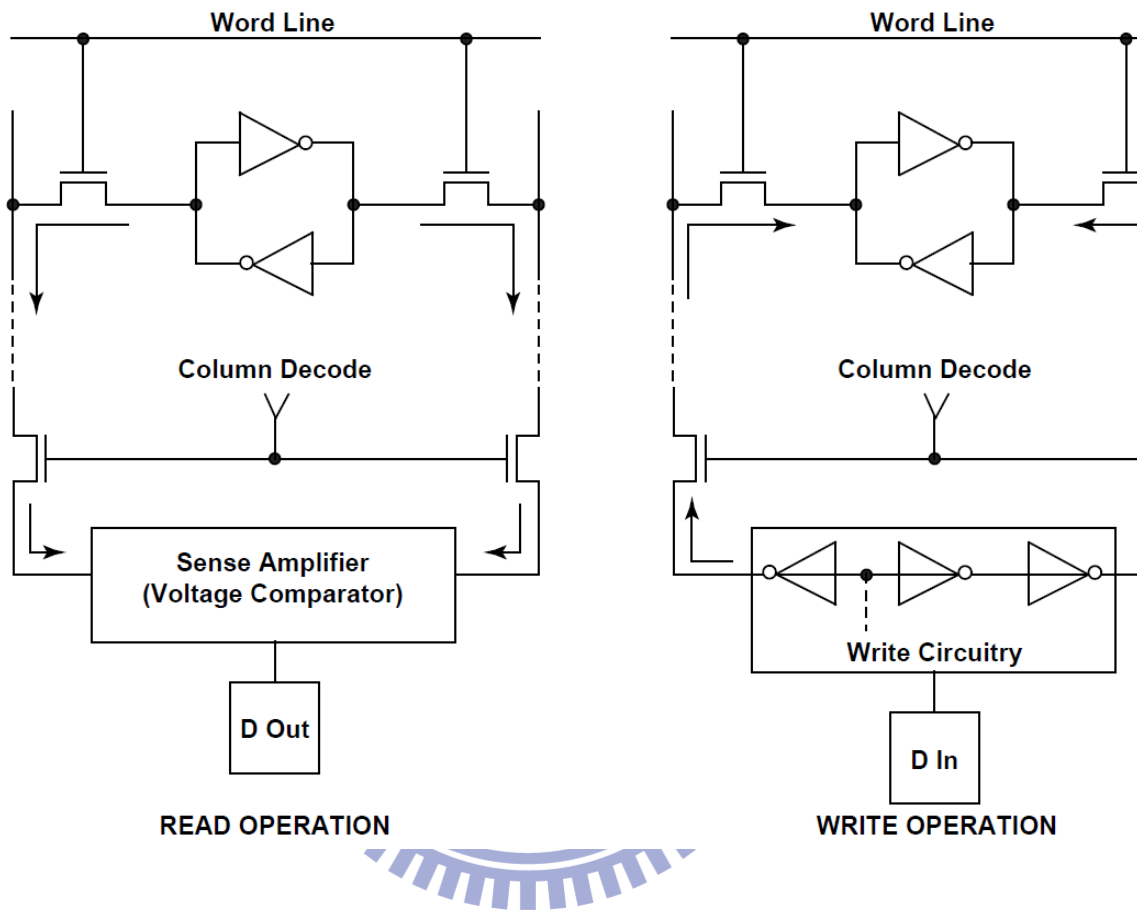 Word Line
Column Decode
Sense Amplifier
(Voltage Comparator)
D Out
READ OPERATION
Word Line
Column Decode
Write Circuitry
D In
WRITE OPERATION